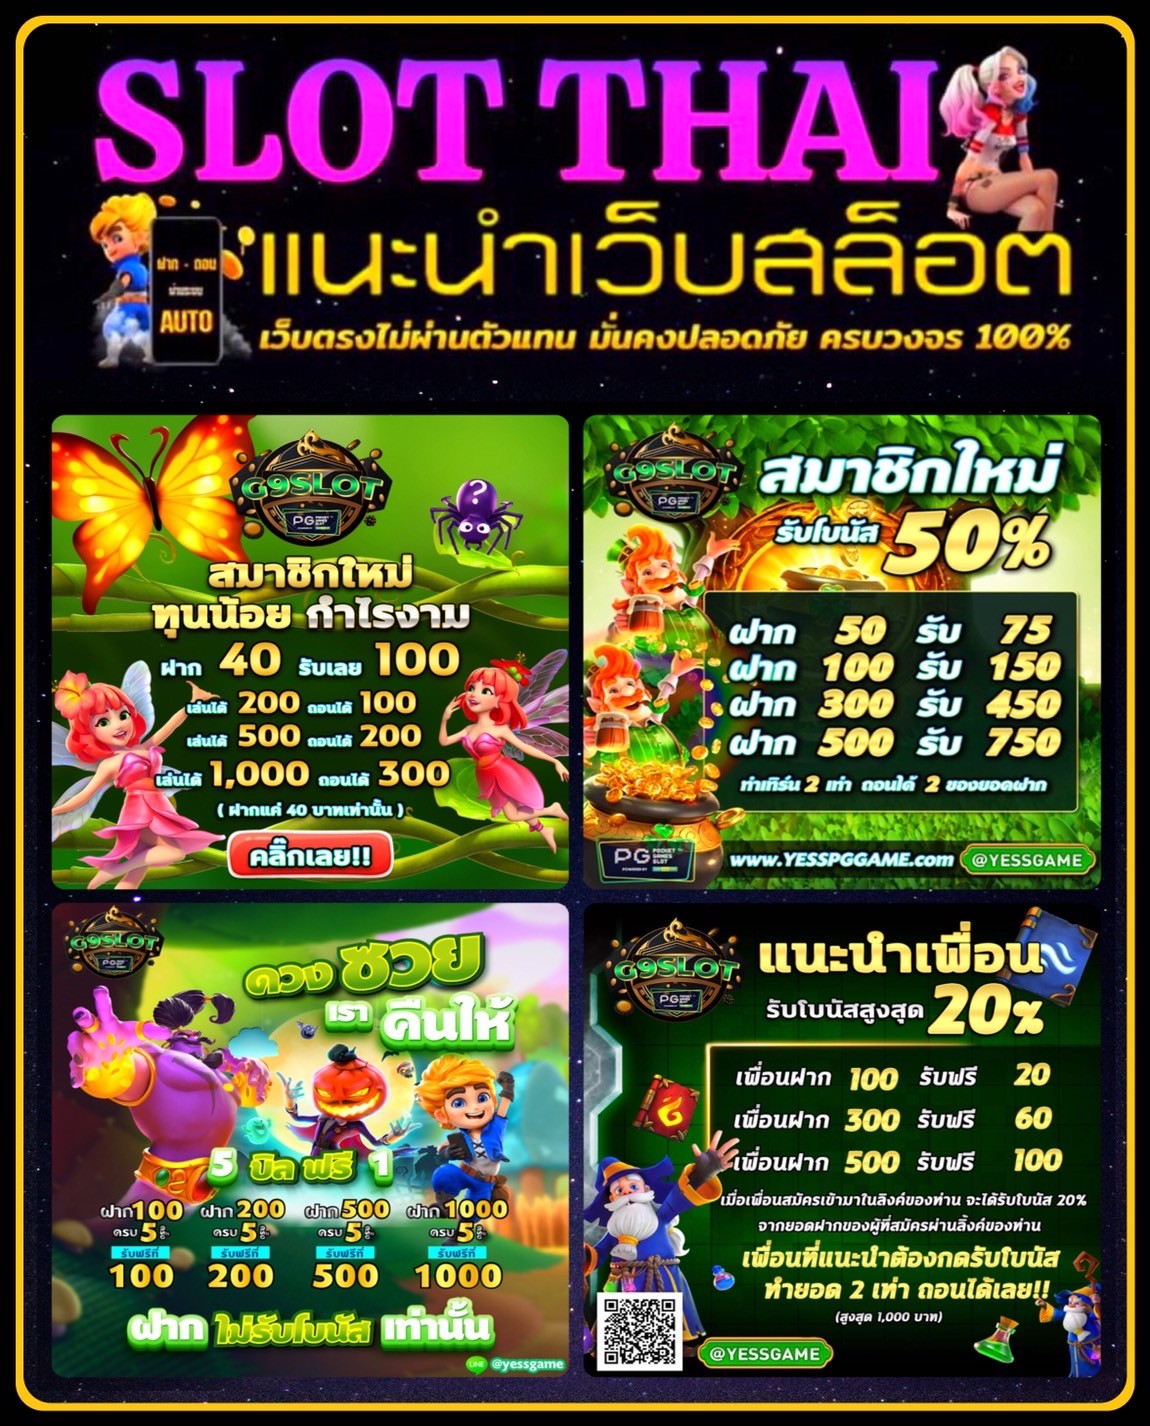 SLOT THAI
ฝาก - ถอน
AUTO
แนะนำเว็บสล็อต
เว็บตรงไม่ผ่านตัวแทน มั่นคงปลอดภัย ครบวงจร 100%
G9SLOT
PG
?
สมาชิกใหม่
ทุนน้อย กำไรงาม
ฝาก 40 รับเลย 100
เล่นได้ 200 ถอนได้ 100
เล่นได้ 500 ถอนได้ 200
เล่นได้ 1,000 ถอนได้ 300
( ฝากแค่ 40 บาทเท่านั้น )
คลิ๊กเลย!!
G9SLOT
PG
สมาชิกใหม่
รับโบนัส 50%
ฝาก 50 รับ 75
ฝาก 100 รับ 150
ฝาก 300 รับ 450
ฝาก 500 รับ 750
ทำเทิร์น 2 เท่า ถอนได้ 2 ของยอดฝาก
PG POCKET GAMES SLOT
www.YESSPGGAME.com @YESSGAME
G9SLOT
PG
ดวง ซวย
เรา คืนให้
5 บิล ฟรี 1
ฝาก 100 ฝาก 200 ฝาก 500 ฝาก 1000
ครบ 5 ครบ 5 ครบ 5 ครบ 5
รับฟรีที่ รับฟรีที่ รับฟรีที่ รับฟรีที่
100 200 500 1000
ฝาก ไม่รับโบนัส เท่านั้น
LINE @yessgame
G9SLOT
PG
แนะนำเพื่อน
รับโบนัสสูงสุด 20%
เพื่อนฝาก 100 รับฟรี 20
เพื่อนฝาก 300 รับฟรี 60
เพื่อนฝาก 500 รับฟรี 100
เมื่อเพื่อนสมัครเข้ามาในลิงค์ของท่าน จะได้รับโบนัส 20%
จากยอดฝากของผู้ที่สมัครผ่านลิ้งค์ของท่าน
เพื่อนที่แนะนำต้องกดรับโบนัส
ทำยอด 2 เท่า ถอนได้เลย!!
(สูงสุด 1,000 บาท)
@YESSGAME